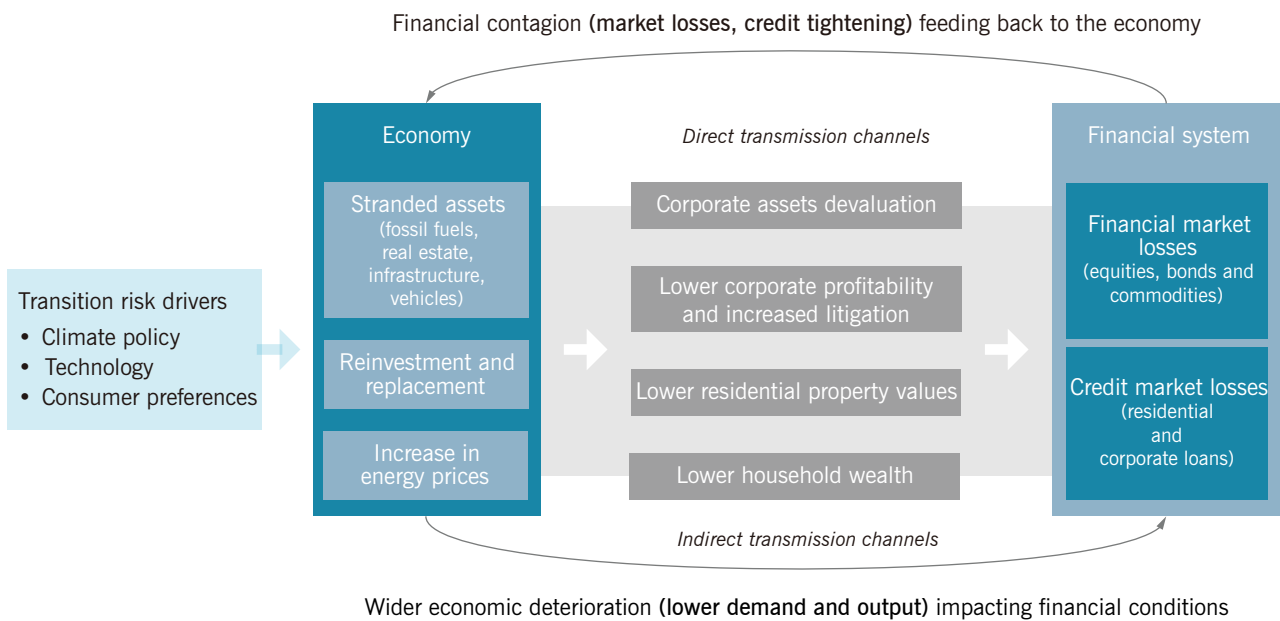 Financial contagion (market losses, credit tightening) feeding back to the economy
Transition risk drivers
• Climate policy
• Technology
• Consumer preferences
Economy
Stranded assets
(fossil fuels,
real estate,
infrastructure,
vehicles)
Reinvestment and
replacement
Increase in
energy prices
Direct transmission channels
Corporate assets devaluation
Lower corporate profitability
and increased litigation
Lower residential property values
Lower household wealth
Indirect transmission channels
Financial system
Financial market
losses
(equities, bonds and
commodities)
Credit market losses
(residential
and
corporate loans)
Wider economic deterioration (lower demand and output) impacting financial conditions